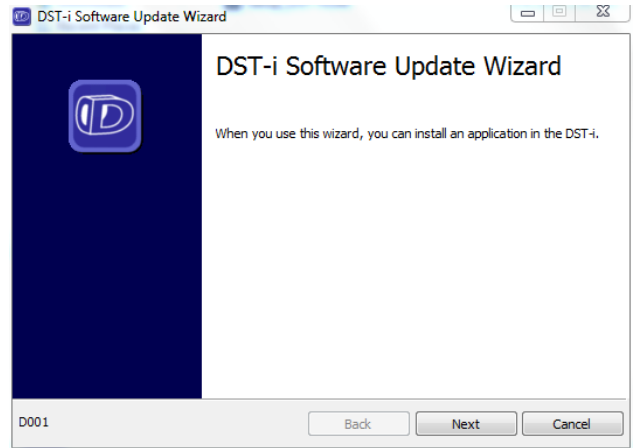 DST-i Software Update Wizard
DST-i Software Update Wizard
When you use this wizard, you can install an application in the DST-i.
D001
Back
Next
Cancel